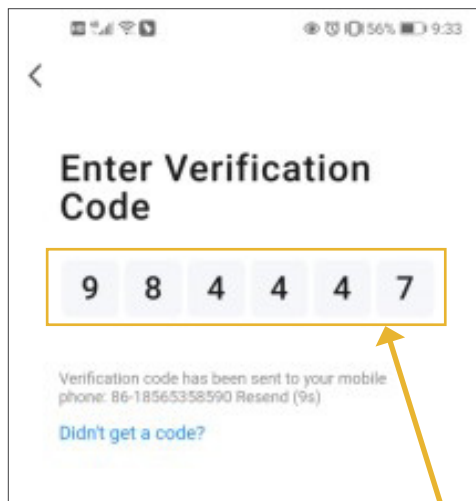 56% 9:33
Enter Verification
Code
9 8 4 4 4 7
Verification code has been sent to your mobile
phone: 86-18565358590 Resend (9s)
Didn't get a code?